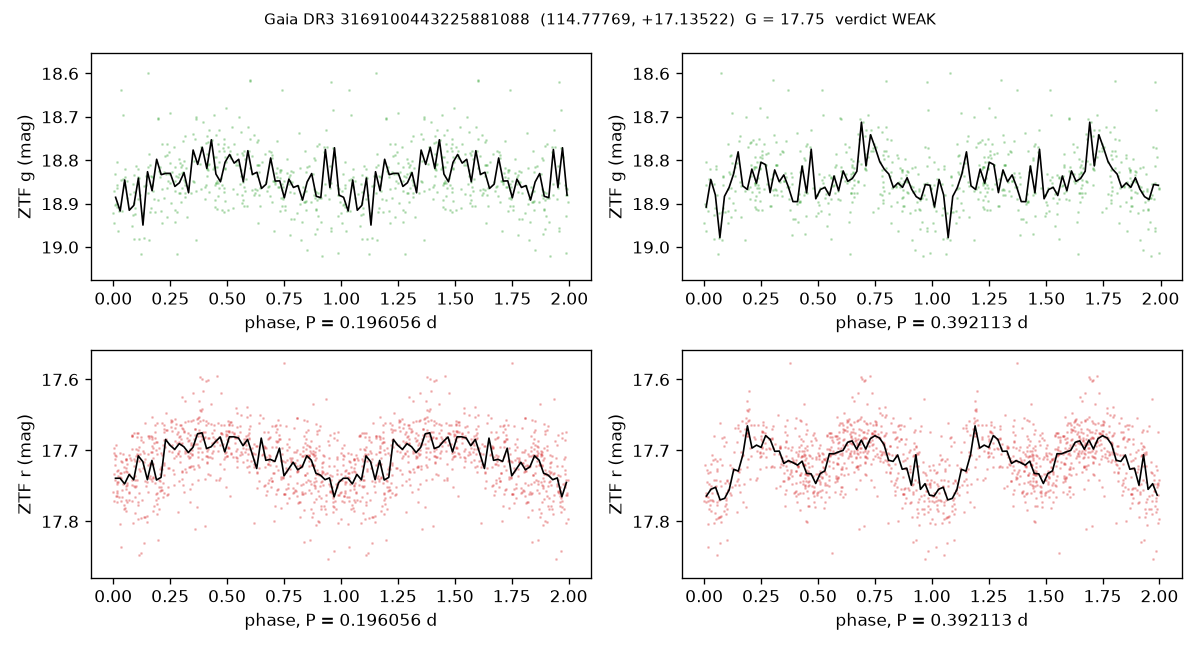 Gaia DR3 3169100443225881088 (114.77769, +17.13522) G = 17.75 verdict WEAK
ZTF g (mag)
18.6
18.7
18.8
18.9
19.0
0.00 0.25 0.50 0.75 1.00 1.25 1.50 1.75 2.00
phase, P = 0.196056 d
ZTF g (mag)
18.6
18.7
18.8
18.9
19.0
0.00 0.25 0.50 0.75 1.00 1.25 1.50 1.75 2.00
phase, P = 0.392113 d
ZTF r (mag)
17.6
17.7
17.8
0.00 0.25 0.50 0.75 1.00 1.25 1.50 1.75 2.00
phase, P = 0.196056 d
ZTF r (mag)
17.6
17.7
17.8
0.00 0.25 0.50 0.75 1.00 1.25 1.50 1.75 2.00
phase, P = 0.392113 d